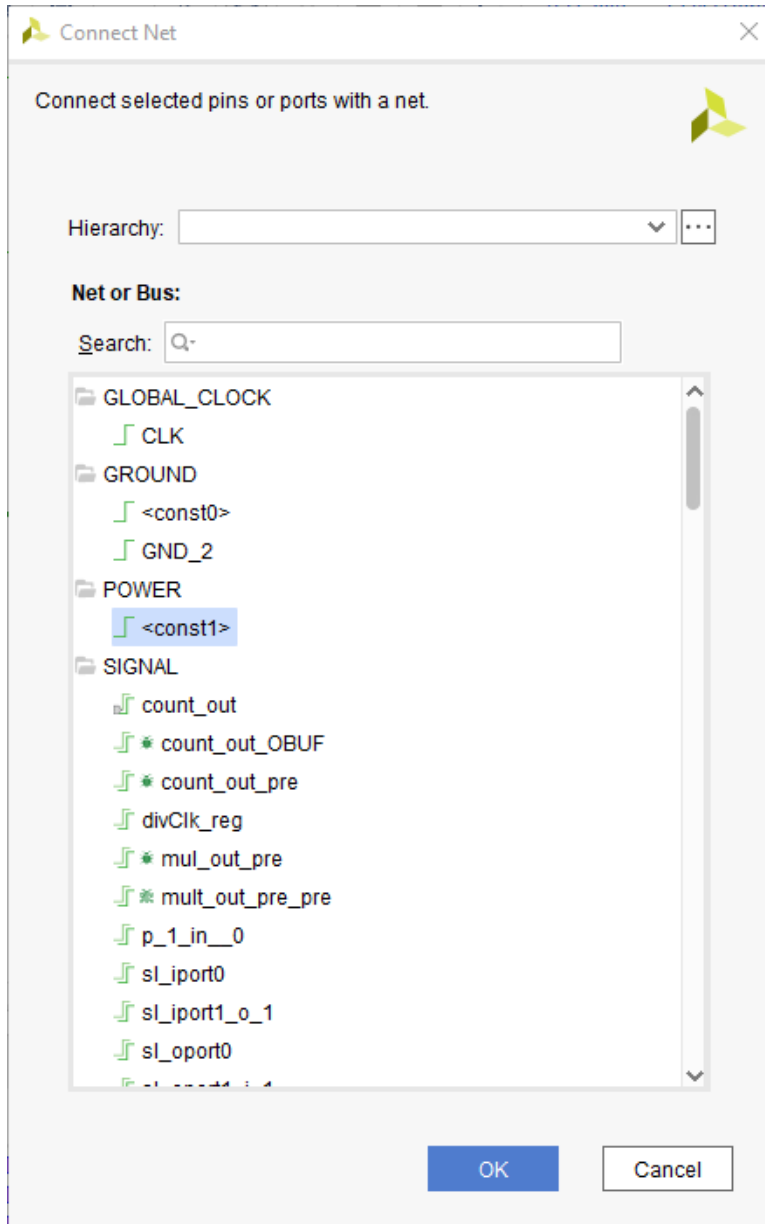 Connect Net
Connect selected pins or ports with a net.
Hierarchy:
Net or Bus:
Search:
GLOBAL_CLOCK
CLK
GROUND
<const0>
GND_2
POWER
<const1>
SIGNAL
count_out
count_out_OBUF
count_out_pre
divClk_reg
mul_out_pre
mult_out_pre_pre
p_1_in__0
sl_iport0
sl_iport1_o_1
sl_oport0
OK Cancel